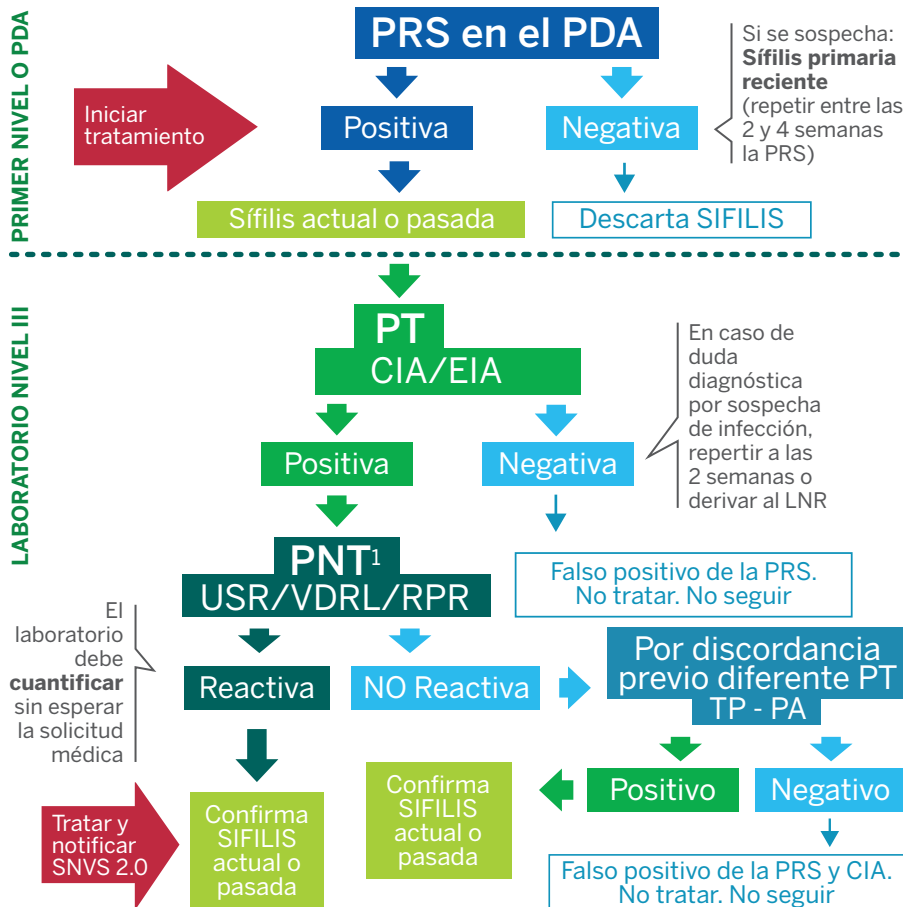 PRIMER NIVEL O PDA
PRS en el PDA
Si se sospecha:
Sífilis primaria
reciente
(repetir entre las
2 y 4 semanas
la PRS)
Iniciar
tratamiento
Positiva
Negativa
Sífilis actual o pasada
Descarta SIFILIS
LABORATORIO NIVEL III
PT
CIA/EIA
En caso de
duda
diagnóstica
por sospecha
de infección,
repertir a las
2 semanas o
derivar al LNR
Positiva
Negativa
PNT¹
USR/VDRL/RPR
Falso positivo de la PRS.
No tratar. No seguir
El
laboratorio
debe
cuantificar
sin esperar
la solicitud
médica
Reactiva
NO Reactiva
Por discordancia
previo diferente PT
TP - PA
Positivo
Negativo
Tratar y
notificar
SNVS 2.0
Confirma
SIFILIS
actual o
pasada
Confirma
SIFILIS
actual o
pasada
Falso positivo de la PRS y CIA.
No tratar. No seguir